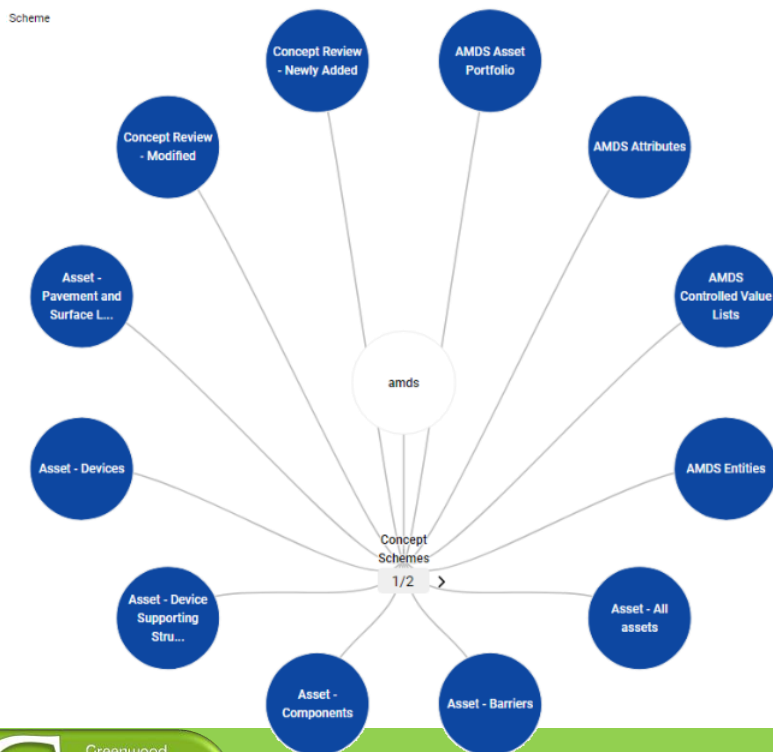 Scheme
Concept Review
- Newly Added
AMDS Asset
Portfolio
Concept Review
- Modified
AMDS Attributes
Asset -
Pavement and
Surface L...
AMDS
Controlled Value
Lists
amds
Asset - Devices
AMDS Entities
Concept
Schemes
1/2
Asset - Device
Supporting
Stru...
Asset - All
assets
Asset -
Components
Asset - Barriers
Greenwood